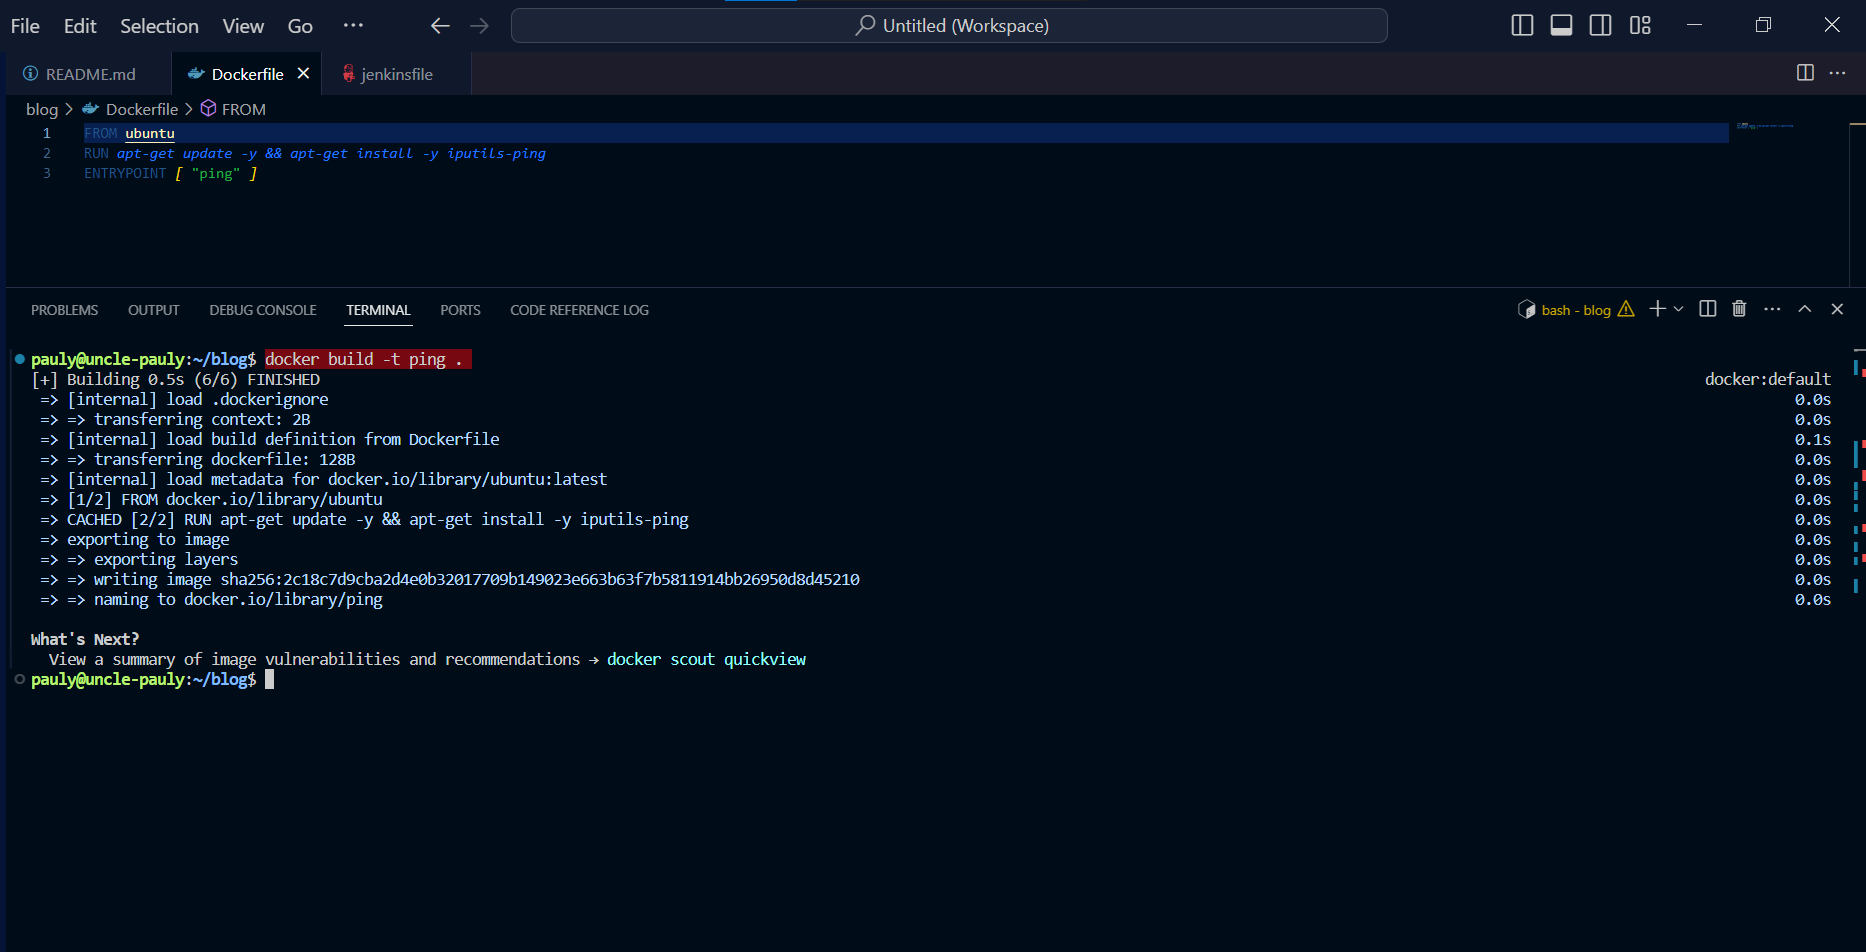 File Edit Selection View Go ··· Untitled (Workspace)
README.md Dockerfile jenkinsfile
blog > Dockerfile > FROM
1 FROM ubuntu
2 RUN apt-get update -y && apt-get install -y iputils-ping
3 ENTRYPOINT [ "ping" ]
PROBLEMS OUTPUT DEBUG CONSOLE TERMINAL PORTS CODE REFERENCE LOG bash - blog
pauly@uncle-pauly:~/blog$ docker build -t ping .
[+] Building 0.5s (6/6) FINISHED docker:default
=> [internal] load .dockerignore 0.0s
=> => transferring context: 2B 0.0s
=> [internal] load build definition from Dockerfile 0.1s
=> => transferring dockerfile: 128B 0.0s
=> [internal] load metadata for docker.io/library/ubuntu:latest 0.0s
=> [1/2] FROM docker.io/library/ubuntu 0.0s
=> CACHED [2/2] RUN apt-get update -y && apt-get install -y iputils-ping 0.0s
=> exporting to image 0.0s
=> => exporting layers 0.0s
=> => writing image sha256:2c18c7d9cba2d4e0b32017709b149023e663b63f7b5811914bb26950d8d45210 0.0s
=> => naming to docker.io/library/ping 0.0s
What's Next?
View a summary of image vulnerabilities and recommendations → docker scout quickview
pauly@uncle-pauly:~/blog$